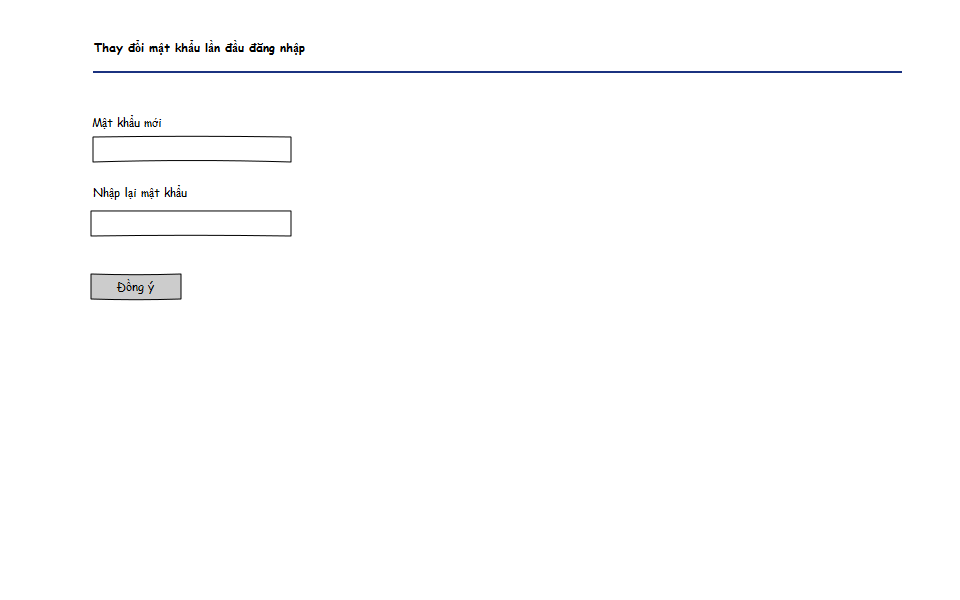 Thay đổi mật khẩu lần đầu đăng nhập
Mật khẩu mới
Nhập lại mật khẩu
Đồng ý